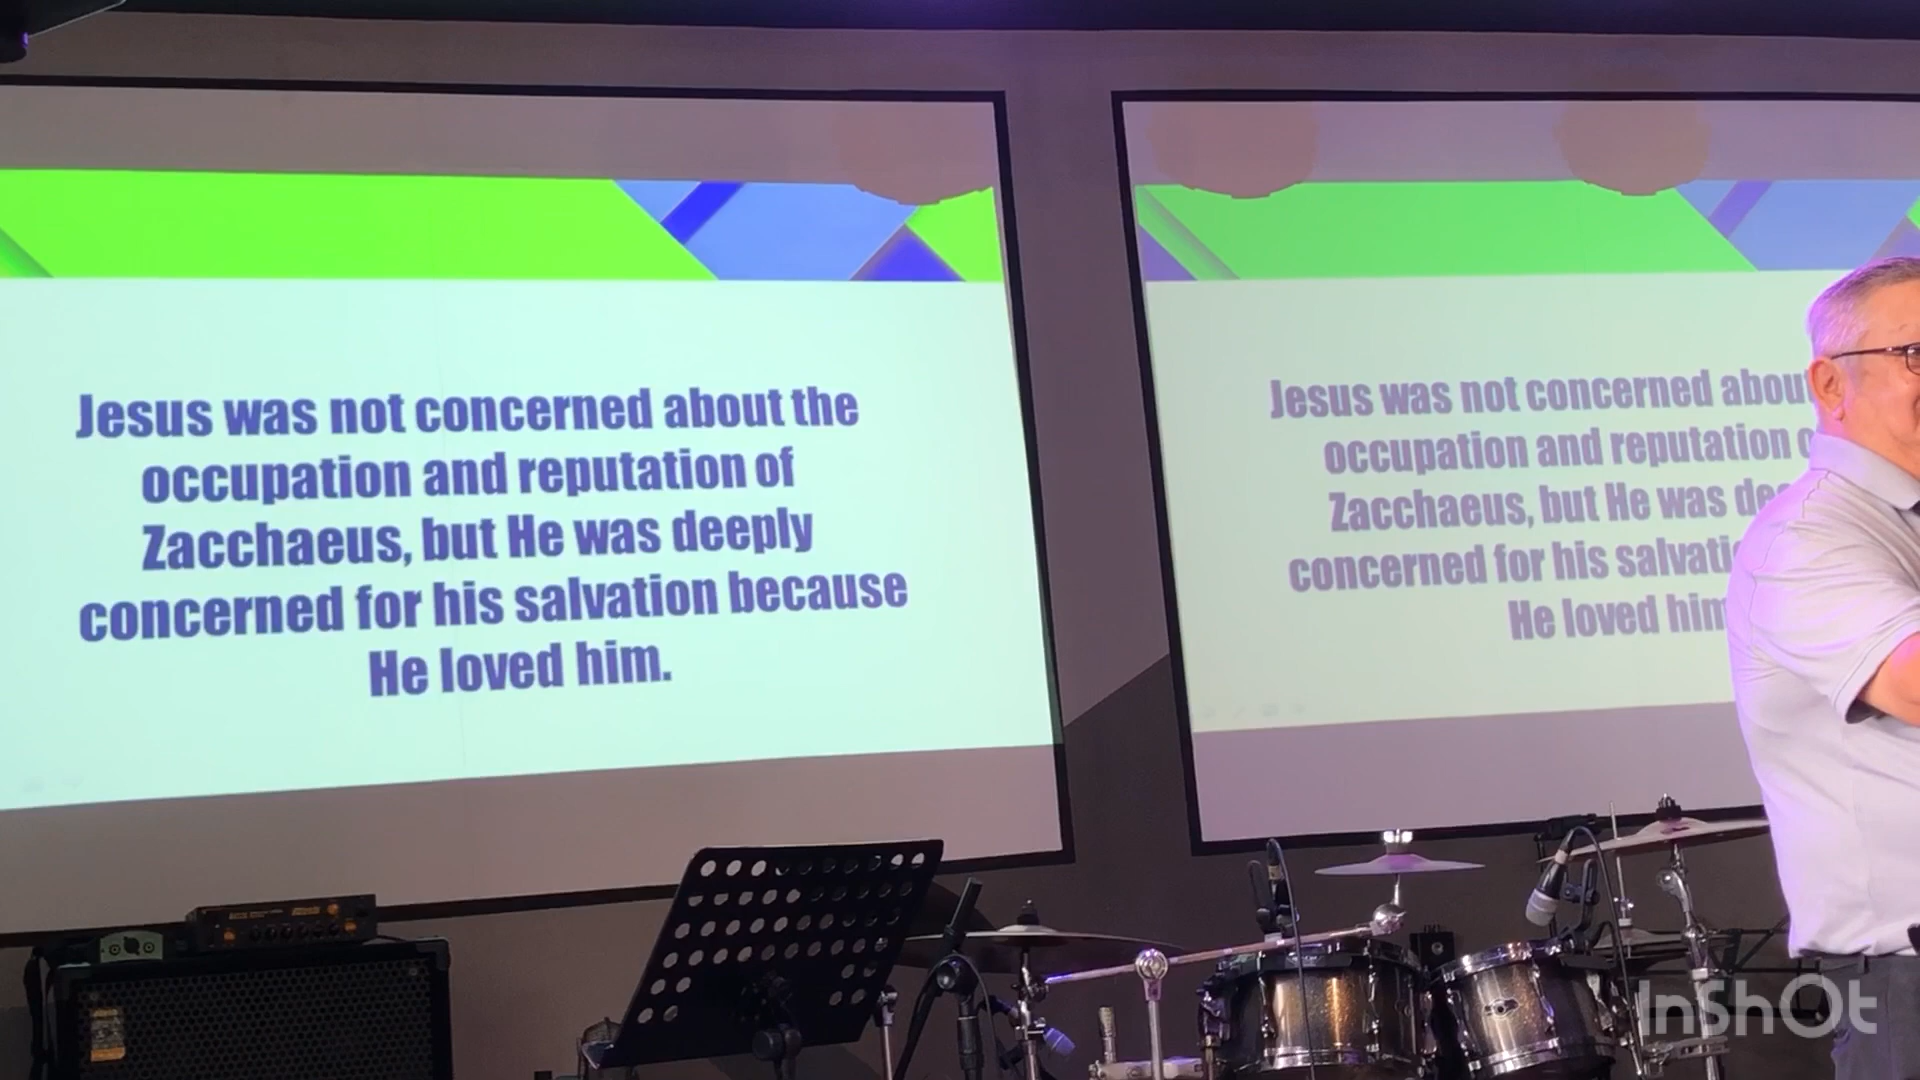 Jesus was not concerned about the
occupation and reputation of
Zacchaeus, but He was deeply
concerned for his salvation because
He loved him.
Jesus was not concerned about
occupation and reputation
Zacchaeus, but He was
concerned for his
He loved him
InShOt